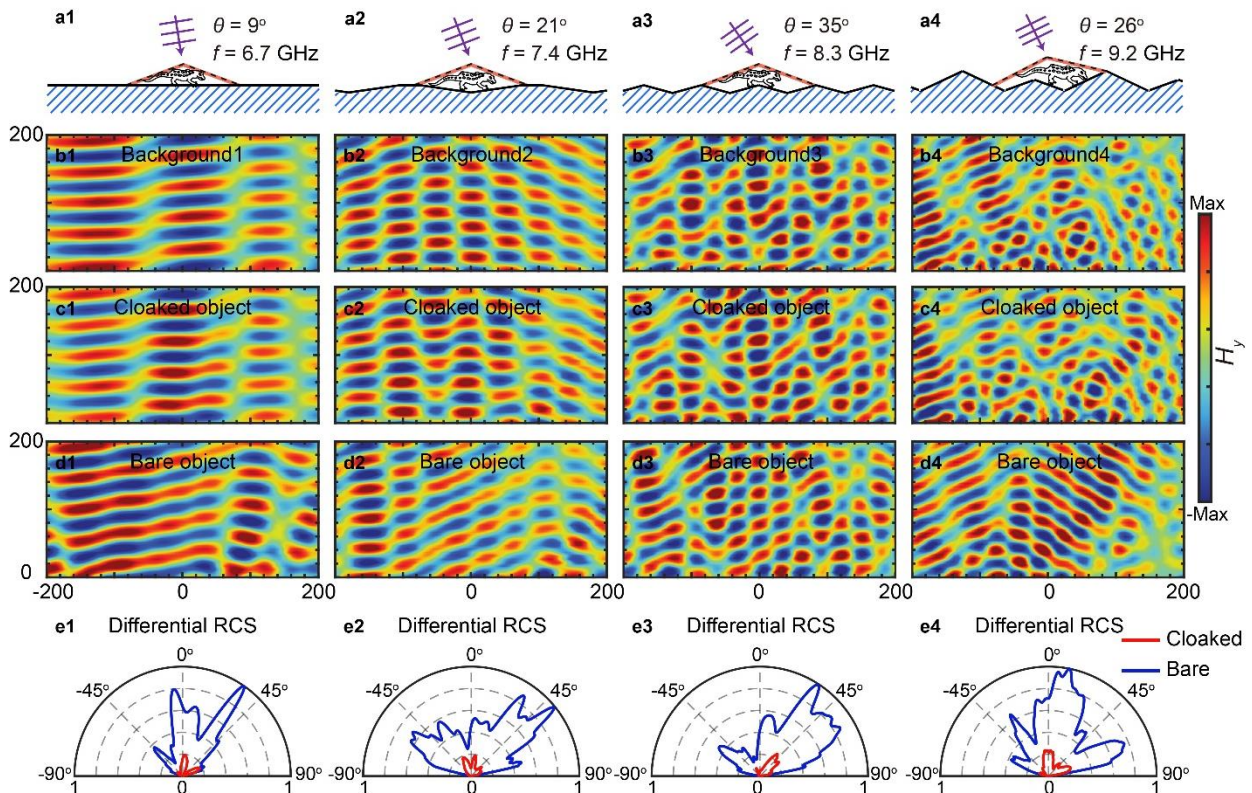 a1
θ = 9°
f = 6.7 GHz
a2
θ = 21°
f = 7.4 GHz
a3
θ = 35°
f = 8.3 GHz
a4
θ = 26°
f = 9.2 GHz
200
b1 Background1
b2 Background2
b3 Background3
b4 Background4
Max
200
c1 Cloaked object
c2 Cloaked object
c3 Cloaked object
c4 Cloaked object
H_y
200
d1 Bare object
d2 Bare object
d3 Bare object
d4 Bare object
-Max
0
-200 0 200
0 200
0 200
0 200
e1 Differential RCS
e2 Differential RCS
e3 Differential RCS
e4 Differential RCS
Cloaked
Bare
0° 0° 0° 0°
-45° 45° -45° 45° -45° 45° -45° 45°
-90° 90° -90° 90° -90° 90° -90° 90°
1 0 1 1 0 1 1 0 1 1 0 1